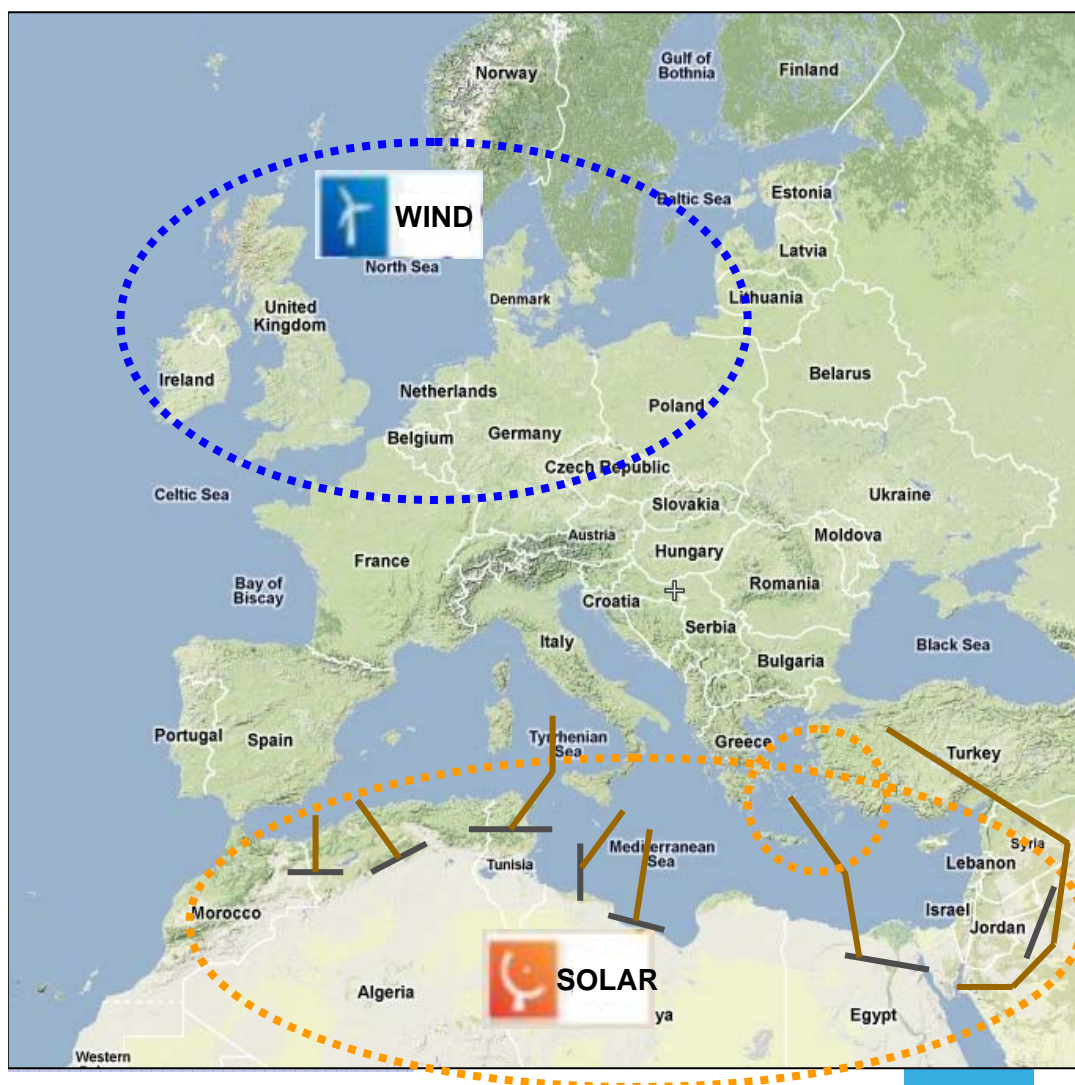 Norway
Gulf of
Bothnia
Finland
Baltic Sea
Estonia
WIND
Latvia
North Sea
Denmark
Lithuania
United
Kingdom
Ireland
Netherlands
Belarus
Poland
Belgium
Germany
Czech Republic
Celtic Sea
Ukraine
Slovakia
Austria
Moldova
Hungary
France
Bay of
Biscay
Romania
Croatia
Serbia
Italy
Black Sea
Bulgaria
Portugal
Spain
Tyrrhenian
Sea
Greece
Turkey
Mediterranean
Sea
Syria
Tunisia
Lebanon
Morocco
Israel
Jordan
SOLAR
Algeria
ya
Egypt
Western